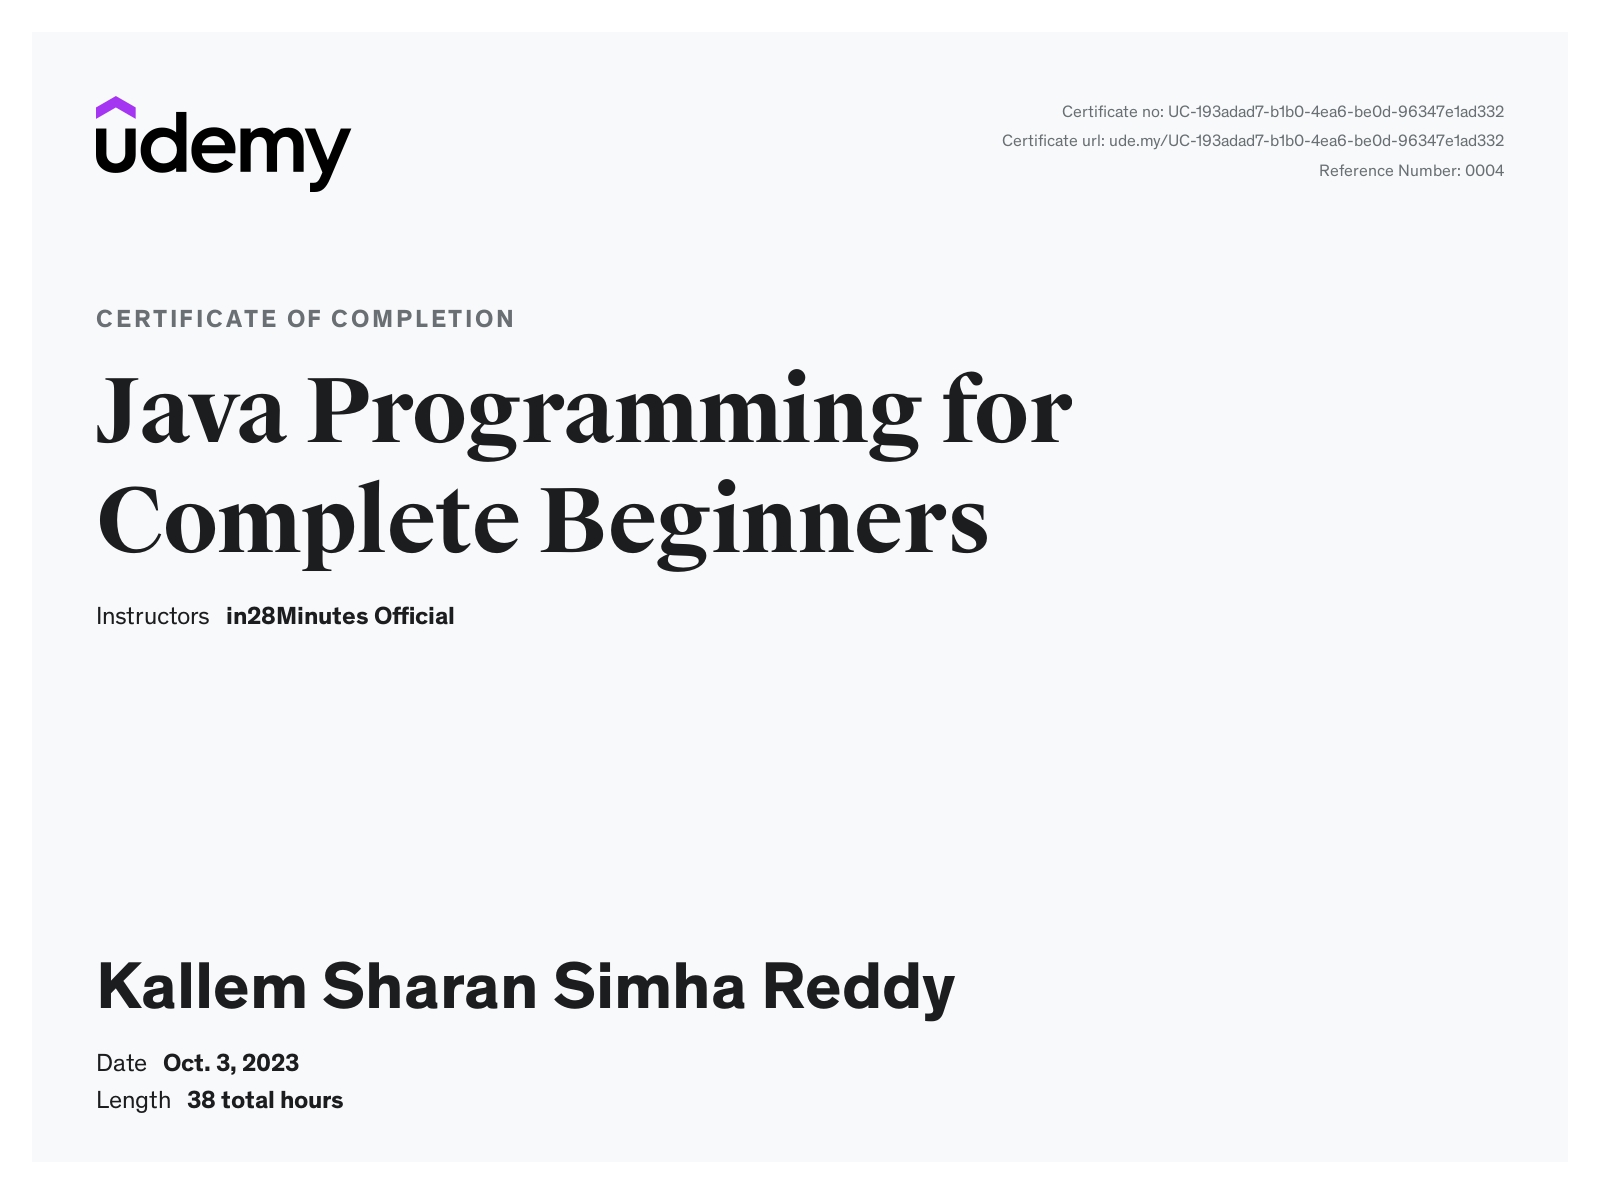 udemy
Certificate no: UC-193adad7-b1b0-4ea6-be0d-96347e1ad332
Certificate url: ude.my/UC-193adad7-b1b0-4ea6-be0d-96347e1ad332
Reference Number: 0004
CERTIFICATE OF COMPLETION
Java Programming for
Complete Beginners
Instructors in28Minutes Official
Kallem Sharan Simha Reddy
Date Oct. 3, 2023
Length 38 total hours